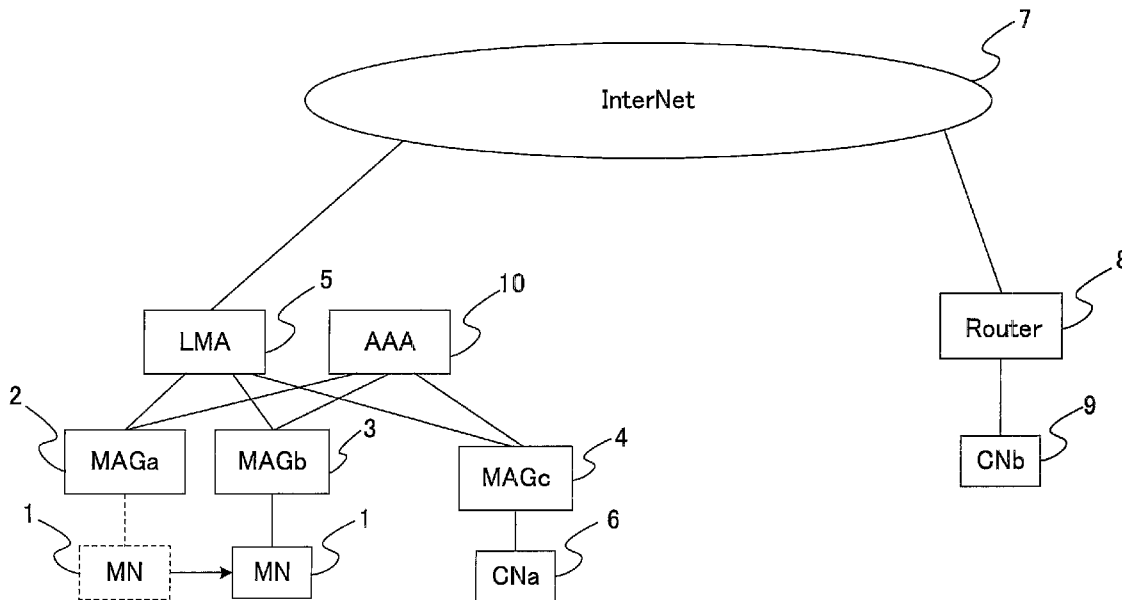 7
InterNet
5
10
8
LMA
AAA
Router
2
3
4
9
MAGa
MAGb
MAGc
CNb
1
1
6
MN
MN
CNa